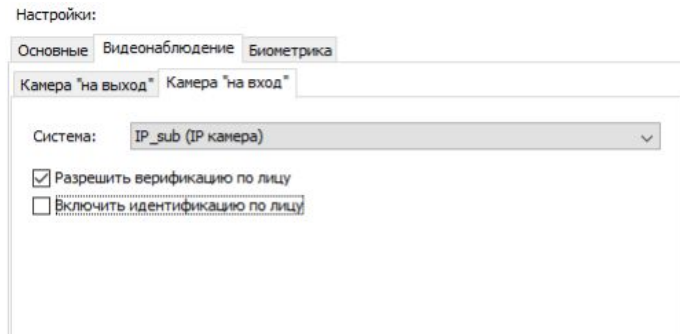 Настройки:
Основные Видеонаблюдение Биометрика
Камера "на выход" Камера "на вход"
Система: IP_sub (IP камера)
Разрешить верификацию по лицу
Включить идентификацию по лицу